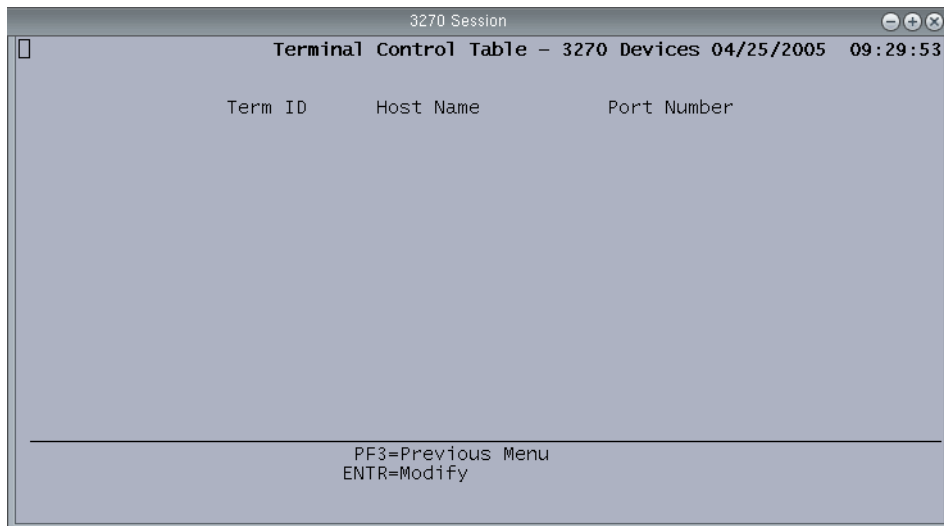 3270 Session
Terminal Control Table – 3270 Devices 04/25/2005 09:29:53
Term ID Host Name Port Number
PF3=Previous Menu
ENTR=Modify